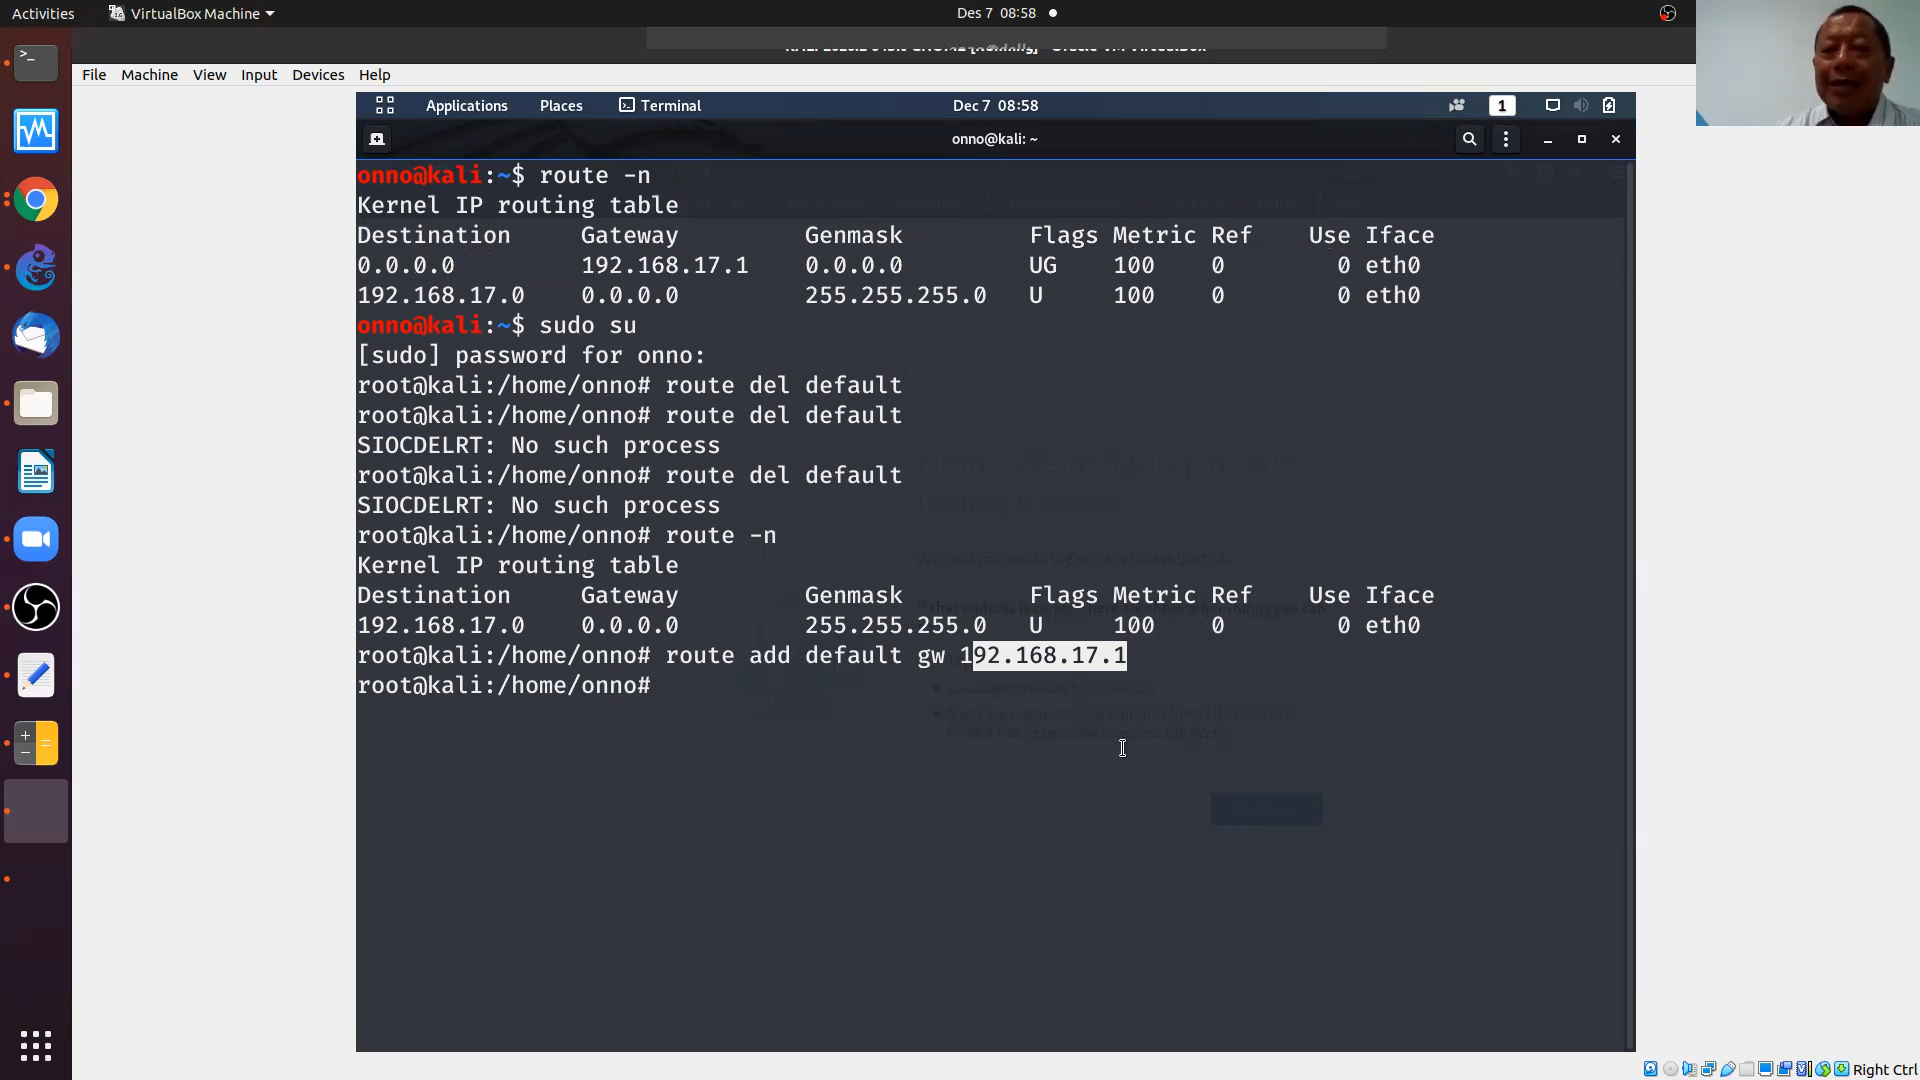 Activities
VirtualBox Machine
Des 7 08:58
File Machine View Input Devices Help
Applications Places Terminal
Dec 7 08:58
1
onno@kali: ~
onno@kali:~$ route -n
Kernel IP routing table
Destination Gateway Genmask Flags Metric Ref Use Iface
0.0.0.0 192.168.17.1 0.0.0.0 UG 100 0 0 eth0
192.168.17.0 0.0.0.0 255.255.255.0 U 100 0 0 eth0
onno@kali:~$ sudo su
[sudo] password for onno:
root@kali:/home/onno# route del default
root@kali:/home/onno# route del default
SIOCDELRT: No such process
root@kali:/home/onno# route del default
SIOCDELRT: No such process
root@kali:/home/onno# route -n
Kernel IP routing table
Destination Gateway Genmask Flags Metric Ref Use Iface
192.168.17.0 0.0.0.0 255.255.255.0 U 100 0 0 eth0
root@kali:/home/onno# route add default gw 192.168.17.1
root@kali:/home/onno#
Right Ctrl